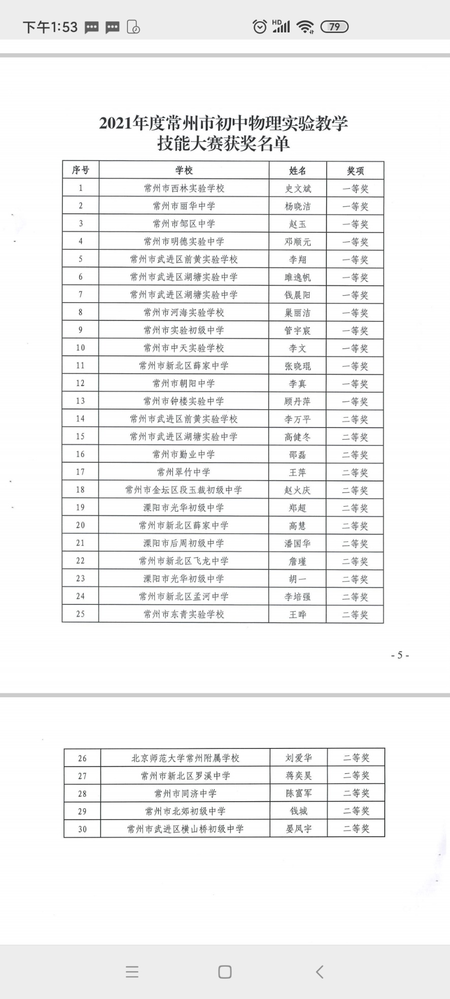 下午1:53 HD 79
2021年度常州市初中物理实验教学
技能大赛获奖名单
序号 学校 姓名 奖项
1 常州市西林实验学校 史文斌 一等奖
2 常州市丽华中学 杨晓洁 一等奖
3 常州市邹区中学 赵玉 一等奖
4 常州市明德实验中学 邓顺元 一等奖
5 常州市武进区前黄实验学校 李翔 一等奖
6 常州市武进区湖塘实验中学 雎逸帆 一等奖
7 常州市武进区湖塘实验中学 钱晨阳 一等奖
8 常州市河海实验学校 巢丽洁 一等奖
9 常州市实验初级中学 管宇宸 一等奖
10 常州市中天实验学校 李文 一等奖
11 常州市新北区薛家中学 张晓琨 一等奖
12 常州市朝阳中学 李真 一等奖
13 常州市钟楼实验中学 顾丹萍 一等奖
14 常州市武进区前黄实验学校 李万平 二等奖
15 常州市武进区湖塘实验中学 高健冬 二等奖
16 常州市勤业中学 邵磊 二等奖
17 常州翠竹中学 王萍 二等奖
18 常州市金坛区段玉裁初级中学 赵火庆 二等奖
19 溧阳市光华初级中学 郑超 二等奖
20 常州市新北区薛家中学 高慧 二等奖
21 溧阳市后周初级中学 潘国华 二等奖
22 常州市新北区飞龙中学 詹瑾 二等奖
23 溧阳市光华初级中学 胡一 二等奖
24 常州市新北区孟河中学 李培强 二等奖
25 常州市东青实验学校 王晔 二等奖
- 5 -
26 北京师范大学常州附属学校 刘爱华 二等奖
27 常州市新北区罗溪中学 蒋奕昊 二等奖
28 常州市同济中学 陈富军 二等奖
29 常州市北郊初级中学 钱城 二等奖
30 常州市武进区横山桥初级中学 晏凤宇 二等奖